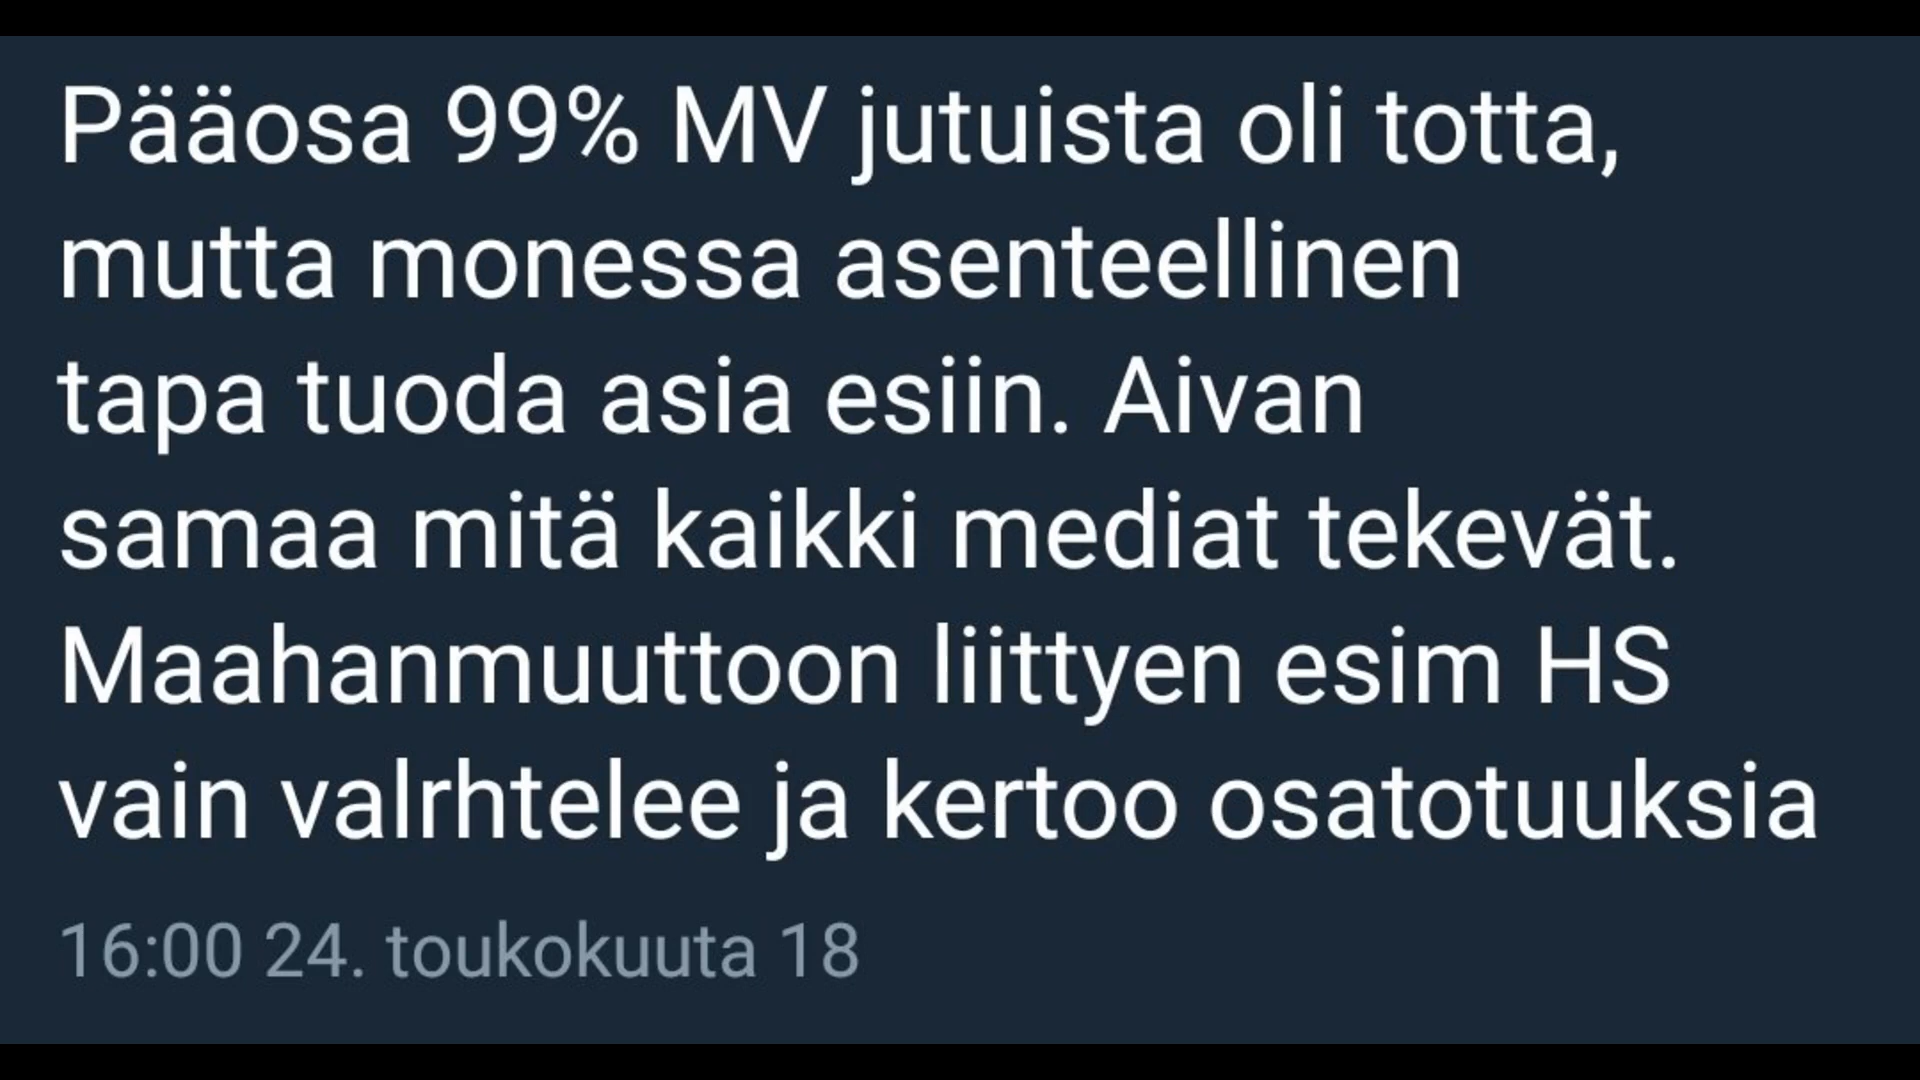 Pääosa 99% MV jutuista oli totta,
mutta monessa asenteellinen
tapa tuoda asia esiin. Aivan
samaa mitä kaikki mediat tekevät.
Maahanmuuttoon liittyen esim HS
vain valrhtelee ja kertoo osatotuuksia
16:00 24. toukokuuta 18